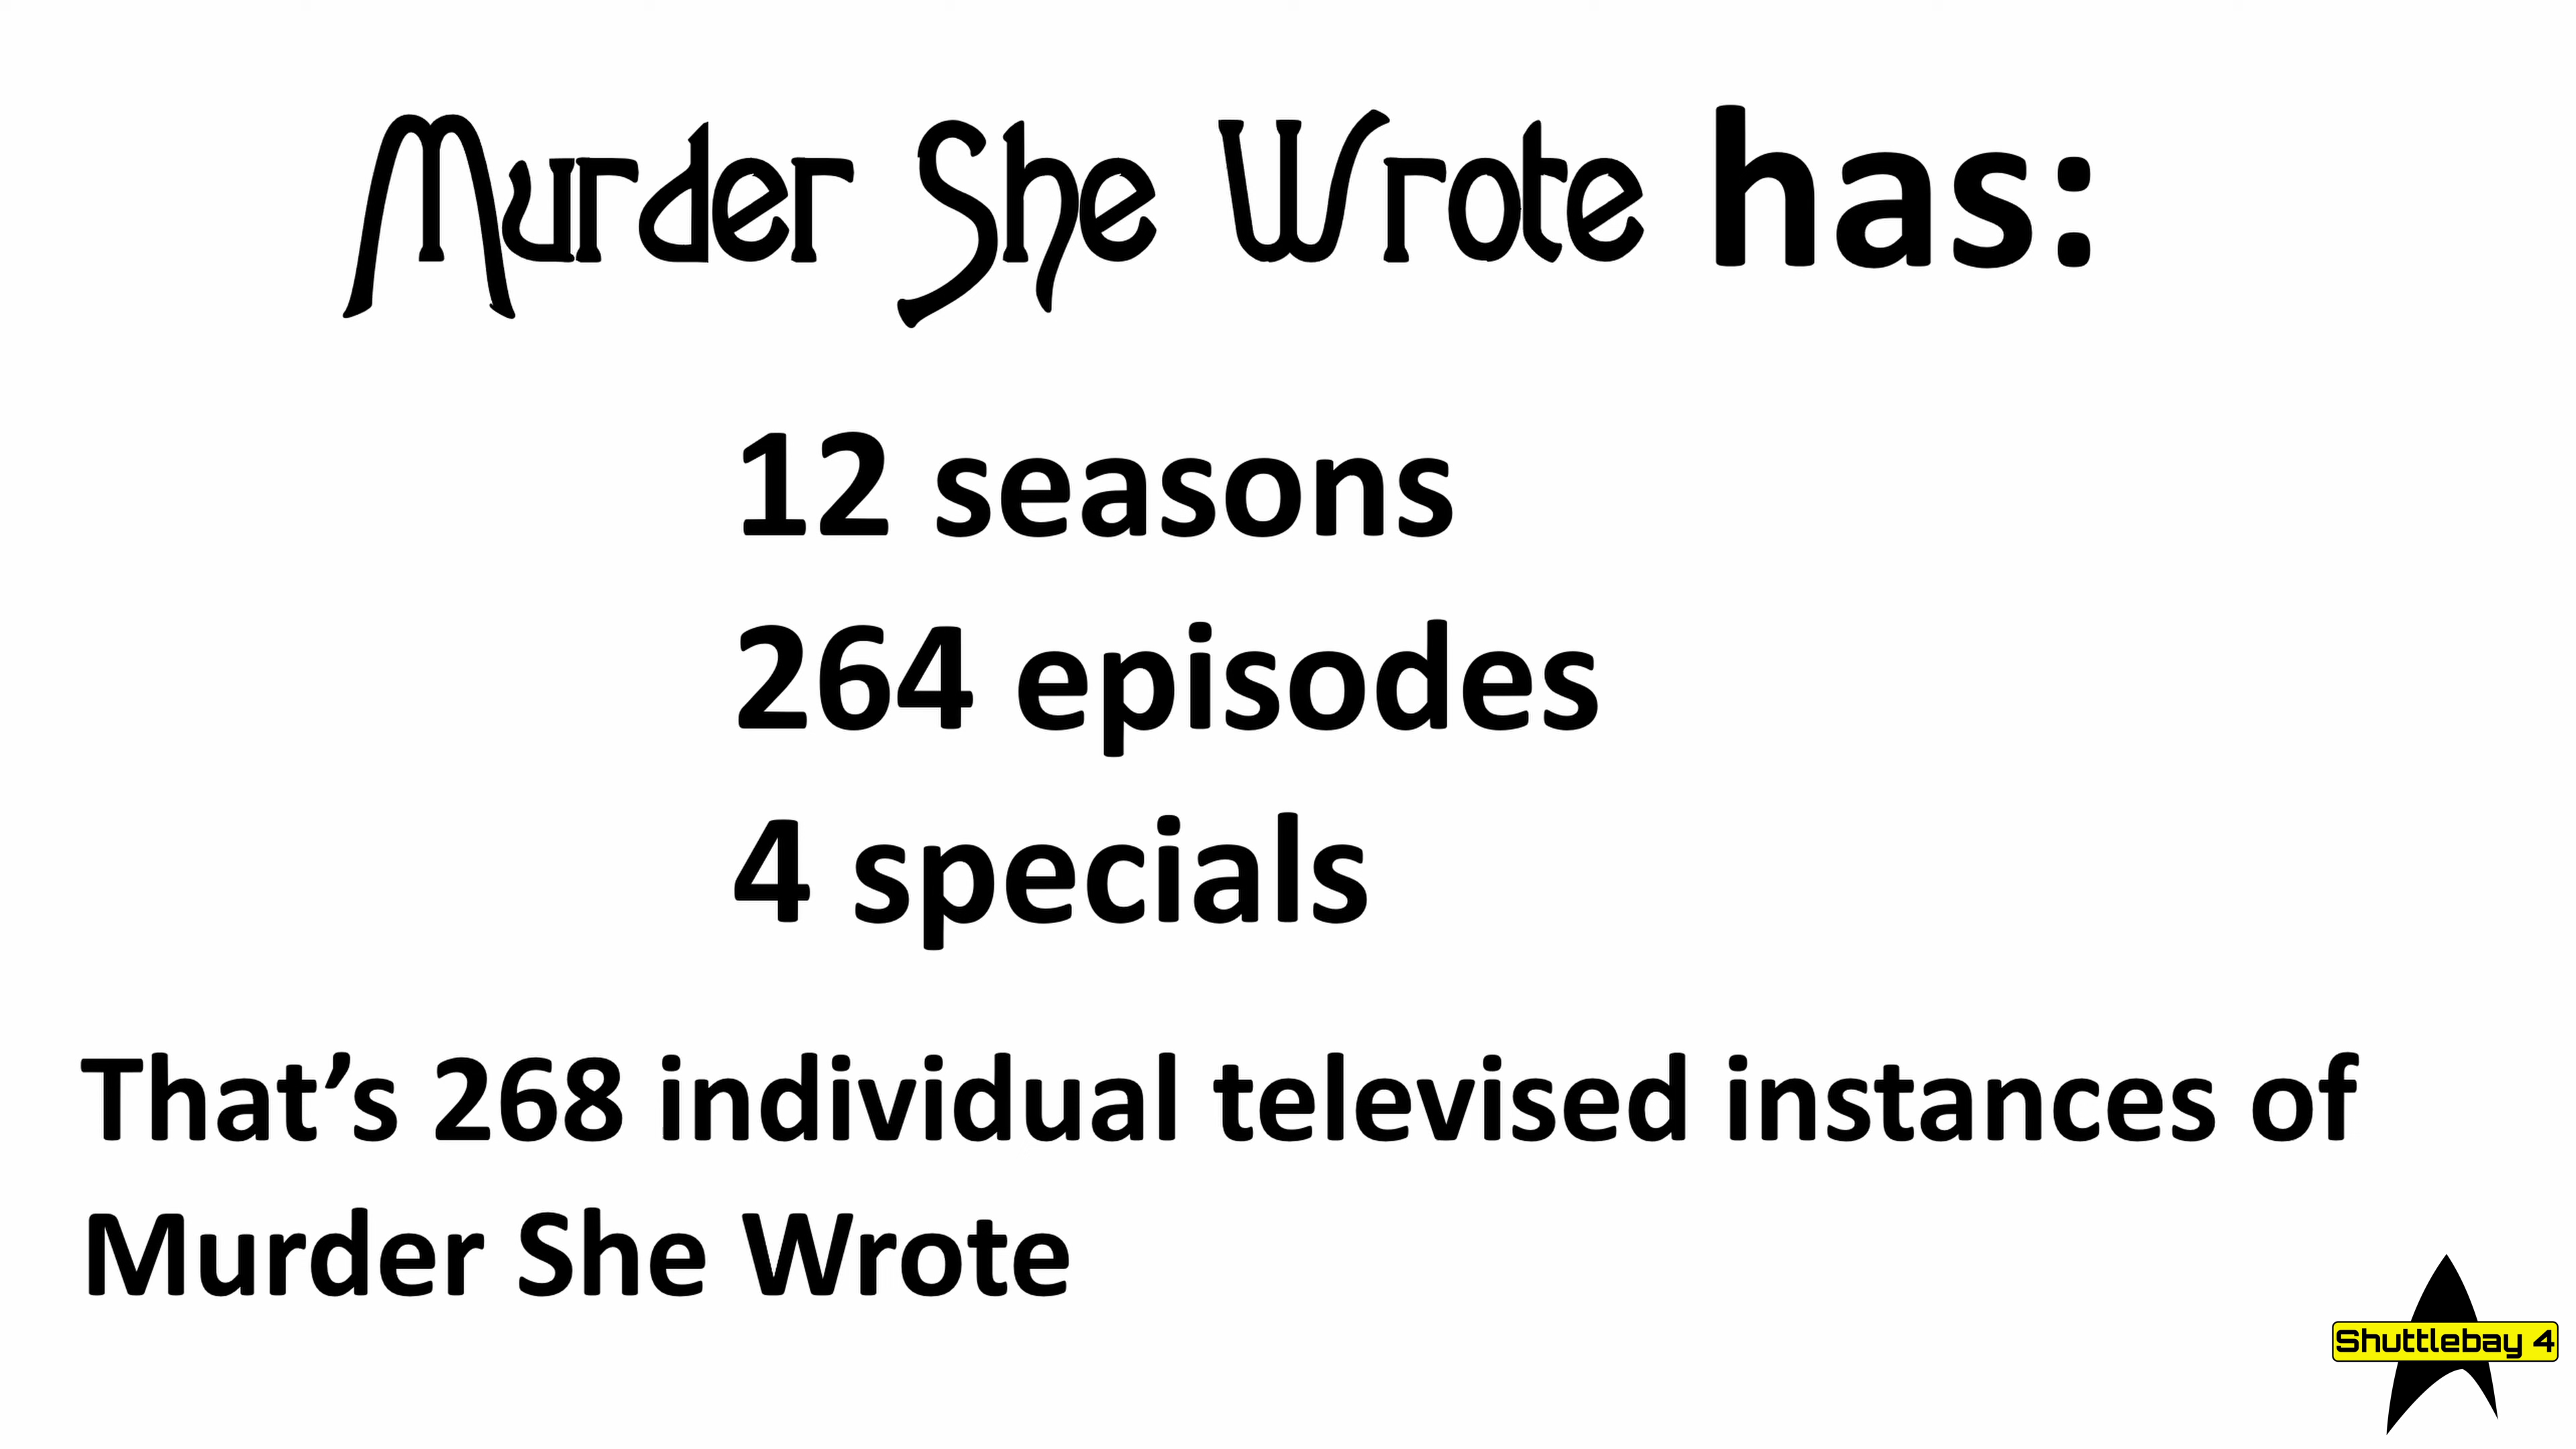 Murder She Wrote has:
12 seasons
264 episodes
4 specials
That’s 268 individual televised instances of
Murder She Wrote
Shuttlebay 4